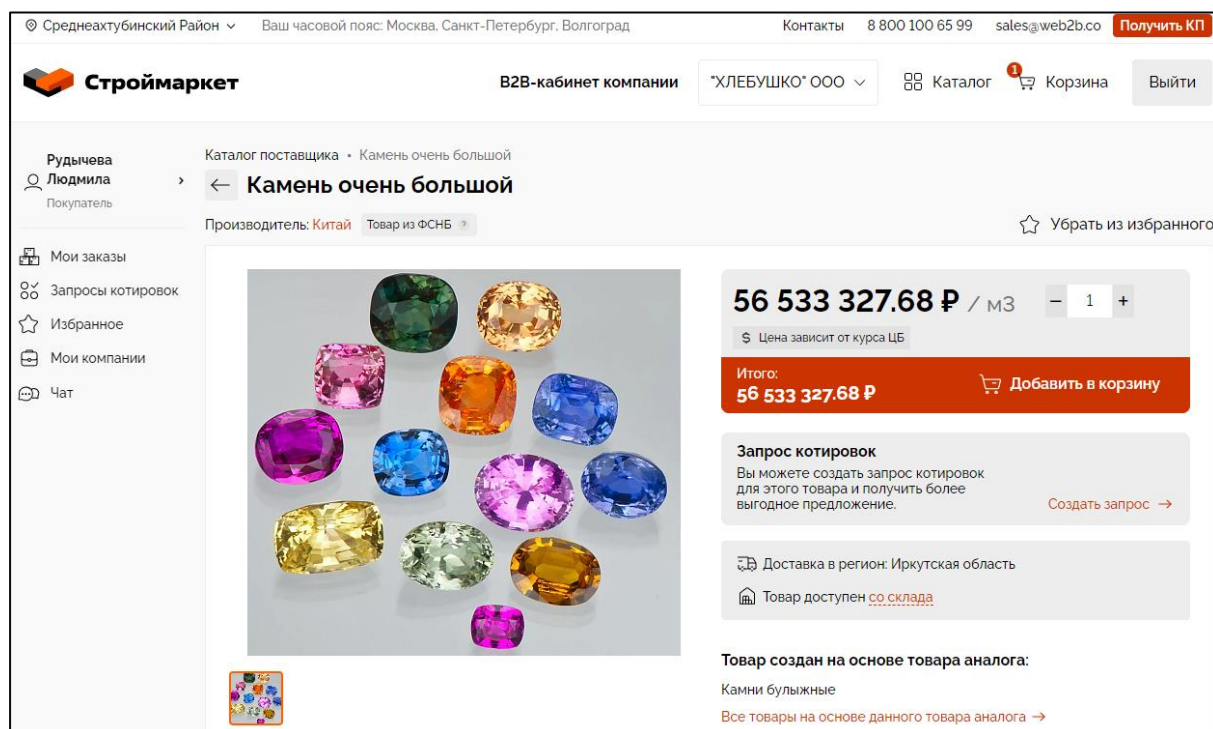 Среднеахтубинский Район Ваш часовой пояс: Москва, Санкт-Петербург, Волгоград Контакты 8 800 100 65 99 sales@web2b.co Получить КП
Строймаркет B2B-кабинет компании "ХЛЕБУШКО" ООО Каталог 1 Корзина Выйти
Рудычева
Людмила
Покупатель
Мои заказы
Запросы котировок
Избранное
Мои компании
Чат
Каталог поставщика • Камень очень большой
← Камень очень большой
Производитель: Китай Товар из ФСНБ ?
Убрать из избранного
56 533 327.68 ₽ / м3 – 1 +
$ Цена зависит от курса ЦБ
Итого:
56 533 327.68 ₽
Добавить в корзину
Запрос котировок
Вы можете создать запрос котировок
для этого товара и получить более
выгодное предложение.
Создать запрос →
Доставка в регион: Иркутская область
Товар доступен со склада
Товар создан на основе товара аналога:
Камни булыжные
Все товары на основе данного товара аналога →